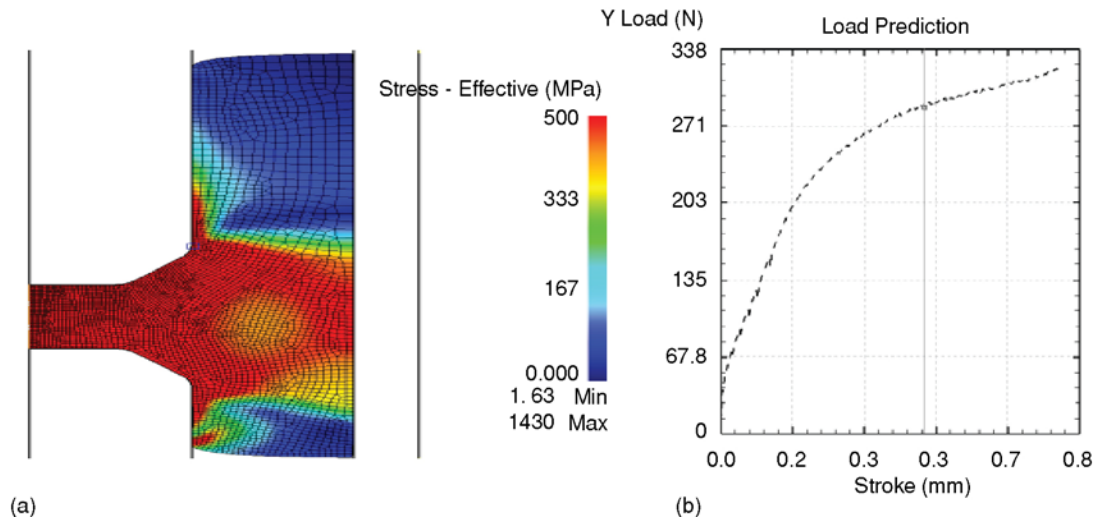 Stress - Effective (MPa)
500
333
167
0.000
1.63 Min
1430 Max
(a)
Y Load (N)
Load Prediction
338
271
203
135
67.8
0
0.0 0.2 0.3 0.3 0.7 0.8
Stroke (mm)
(b)